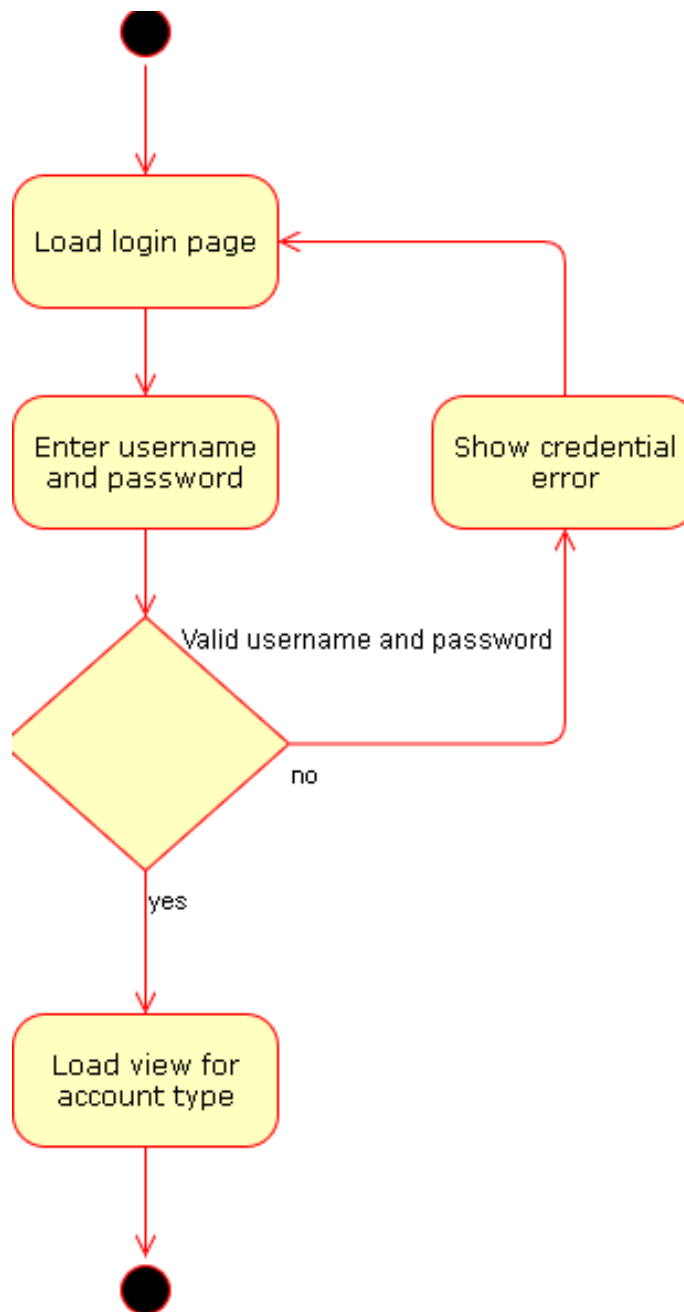 Load login page
Enter username
and password
Show credential
error
Valid username and password
no
yes
Load view for
account type